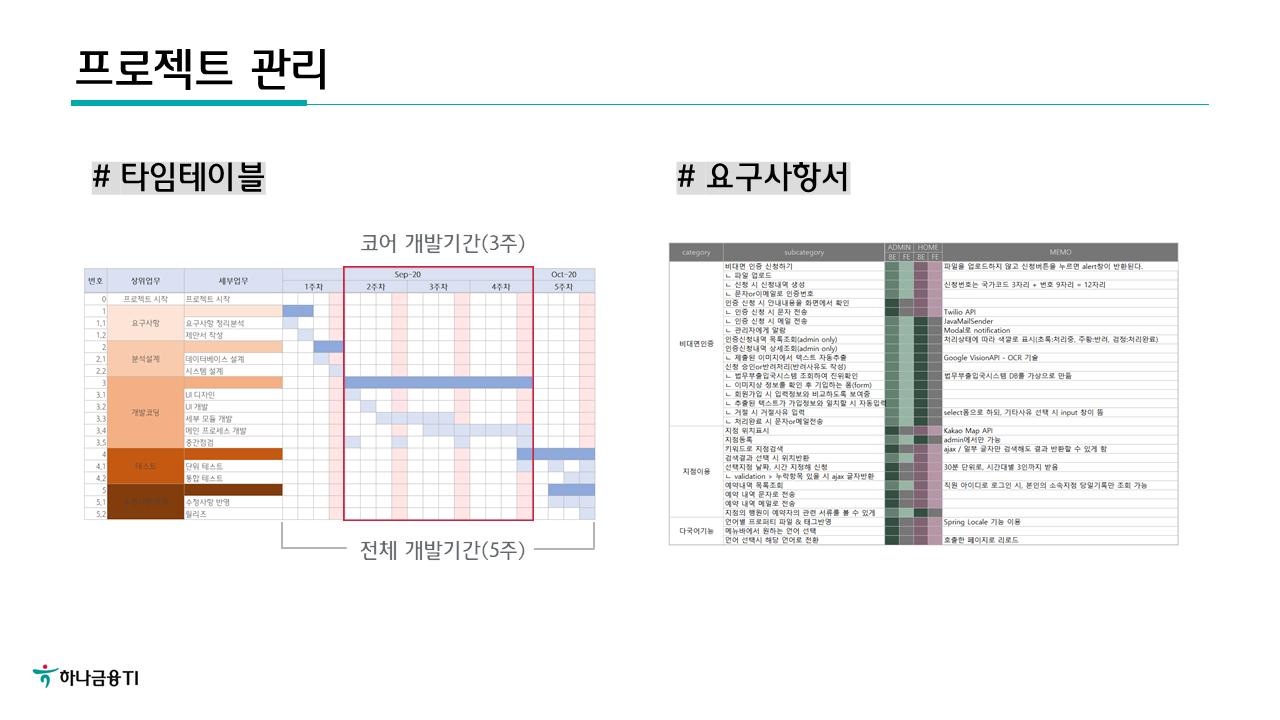 프로젝트 관리
# 타임테이블
코어 개발기간(3주)
번호 상위업무 세부업무 Sep-20 Oct-20
1주차 2주차 3주차 4주차 5주차
0 프로젝트 시작 프로젝트 시작
1
요구사항
1.1 요구사항 정리분석
1.2 제안서 작성
2
분석설계
2.1 데이터베이스 설계
2.2 시스템 설계
3
개발코딩
3.1 UI 디자인
3.2 UI 개발
3.3 세부 모듈 개발
3.4 메인 프로세스 개발
3.5 중간점검
4
테스트
4.1 단위 테스트
4.2 통합 테스트
5
5.1 수정사항 반영
5.2 릴리즈
전체 개발기간(5주)
# 요구사항서
category subcategory ADMIN HOME MEMO
BE FE BE FE
비대면인증
비대면 인증 신청하기 파일을 업로드하지 않고 신청버튼을 누르면 alert창이 반환된다.
ㄴ 파일 업로드
ㄴ 신청 시 신청내역 생성 신청번호는 국가코드 3자리 + 번호 9자리 = 12자리
ㄴ 문자or이메일로 인증번호
인증 신청 시 안내내용을 화면에서 확인
ㄴ 인증 신청 시 문자 전송 Twilio API
ㄴ 인증 신청 시 메일 전송 JavaMailSender
ㄴ 관리자에게 알람 Modal로 notification
인증신청내역 목록조회(admin only) 처리상태에 따라 색깔로 표시(초록:처리중, 주황:반려, 검정:처리완료)
인증신청내역 상세조회(admin only)
ㄴ 제출된 이미지에서 텍스트 자동추출 Google VisionAPI - OCR 기술
신청 승인or반려처리(반려사유도 작성)
ㄴ 법무부출입국시스템 조회하여 진위확인 법무부출입국시스템 DB를 가상으로 만듦
ㄴ 이미지상 정보를 확인 후 기입하는 폼(form)
ㄴ 회원가입 시 입력정보와 비교하도록 보여줌
ㄴ 추출된 텍스트가 가입정보와 일치할 시 자동입력
ㄴ 거절 시 거절사유 입력 select폼으로 하되, 기타사유 선택 시 input 창이 뜸
ㄴ 처리완료 시 문자or메일전송
지점이용
지점 위치표시 Kakao Map API
지점등록 admin에서만 가능
키워드로 지점검색 ajax / 일부 글자만 검색해도 결과 반환할 수 있게 함
검색결과 선택 시 위치반환
선택지점 날짜, 시간 지정해 신청 30분 단위로, 시간대별 3인까지 받음
ㄴ validation > 누락항목 있을 시 ajax 글자반환
예약내역 목록조회 직원 아이디로 로그인 시, 본인의 소속지점 당일기록만 조회 가능
예약 내역 문자로 전송
예약 내역 메일로 전송
지점의 행원이 예약자의 관련 서류를 볼 수 있게
다국어기능
언어별 프로퍼티 파일 & 태그반영 Spring Locale 기능 이용
메뉴바에서 원하는 언어 선택
언어 선택시 해당 언어로 전환 호출한 페이지로 리로드
하나금융TI